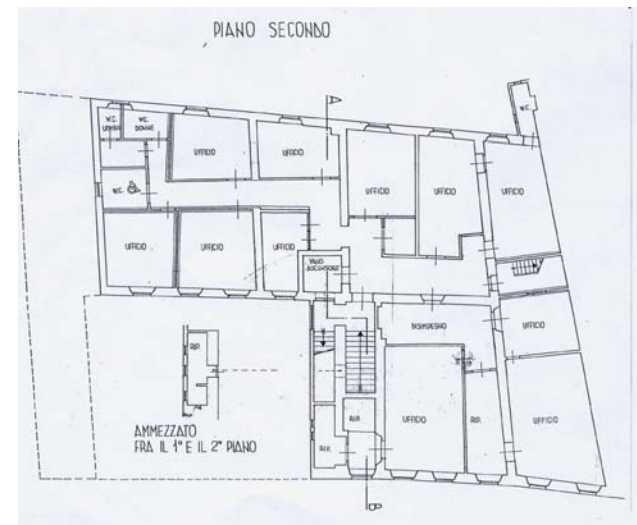 PIANO SECONDO
A
W.C.
UOMINI
W.C.
DONNE
W.C.
UFFICIO
UFFICIO
UFFICIO
UFFICIO
UFFICIO
W.C.
UFFICIO
UFFICIO
UFFICIO
VANO
ASCENSORE
DISIMPEGNO
UFFICIO
RIP.
AMMEZZATO
FRA IL 1° E IL 2° PIANO
RIP.
RIP.
UFFICIO
RIP.
UFFICIO
B